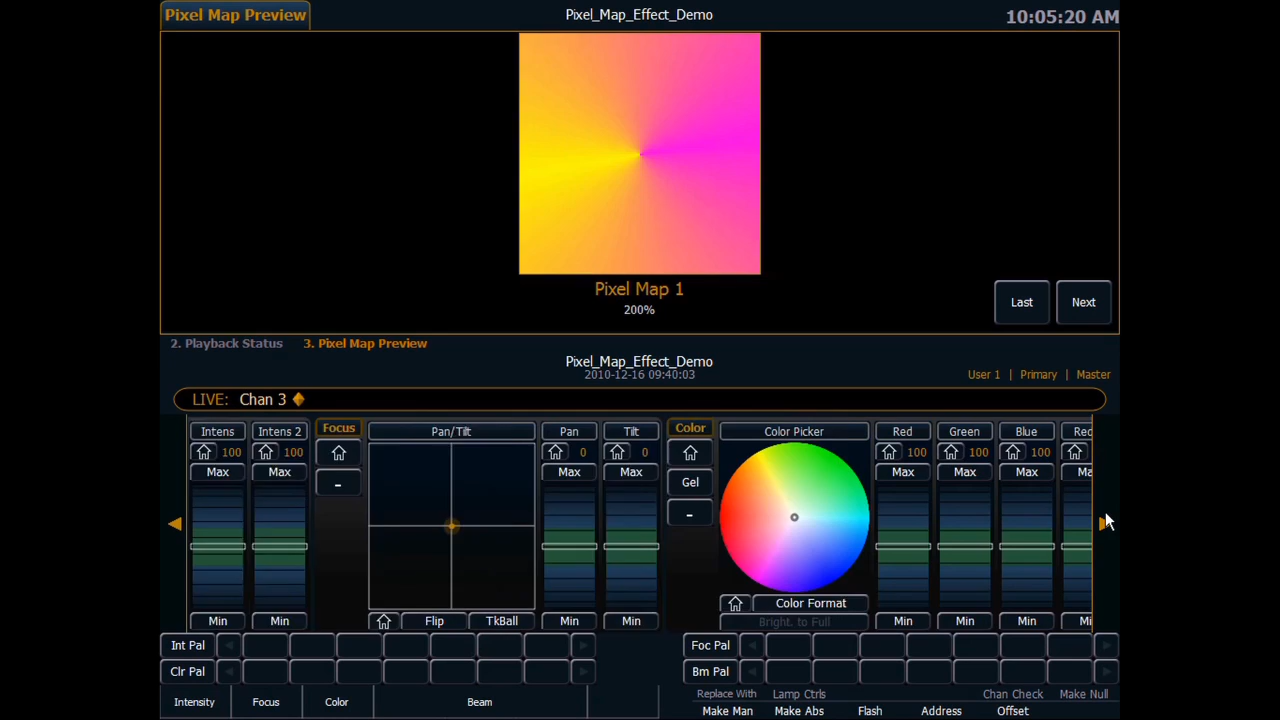 Pixel Map Preview
Pixel_Map_Effect_Demo
10:05:20 AM
Pixel Map 1
200%
Last
Next
2. Playback Status
3. Pixel Map Preview
Pixel_Map_Effect_Demo
2010-12-16 09:40:03
User 1 | Primary | Master
LIVE: Chan 3
Intens
Intens 2
Focus
Pan/Tilt
Pan
Tilt
Color
Color Picker
Red
Green
Blue
Rec
100
100
0
0
100
100
100
Max
Max
-
Max
Max
Gel
-
Max
Max
Max
Ma
Color Format
Min
Min
Flip
TkBall
Min
Min
Bright. to Full
Min
Min
Min
Mi
Int Pal
Foc Pal
Clr Pal
Bm Pal
Intensity
Focus
Color
Beam
Replace With
Lamp Ctrls
Chan Check
Make Null
Make Man
Make Abs
Flash
Address
Offset